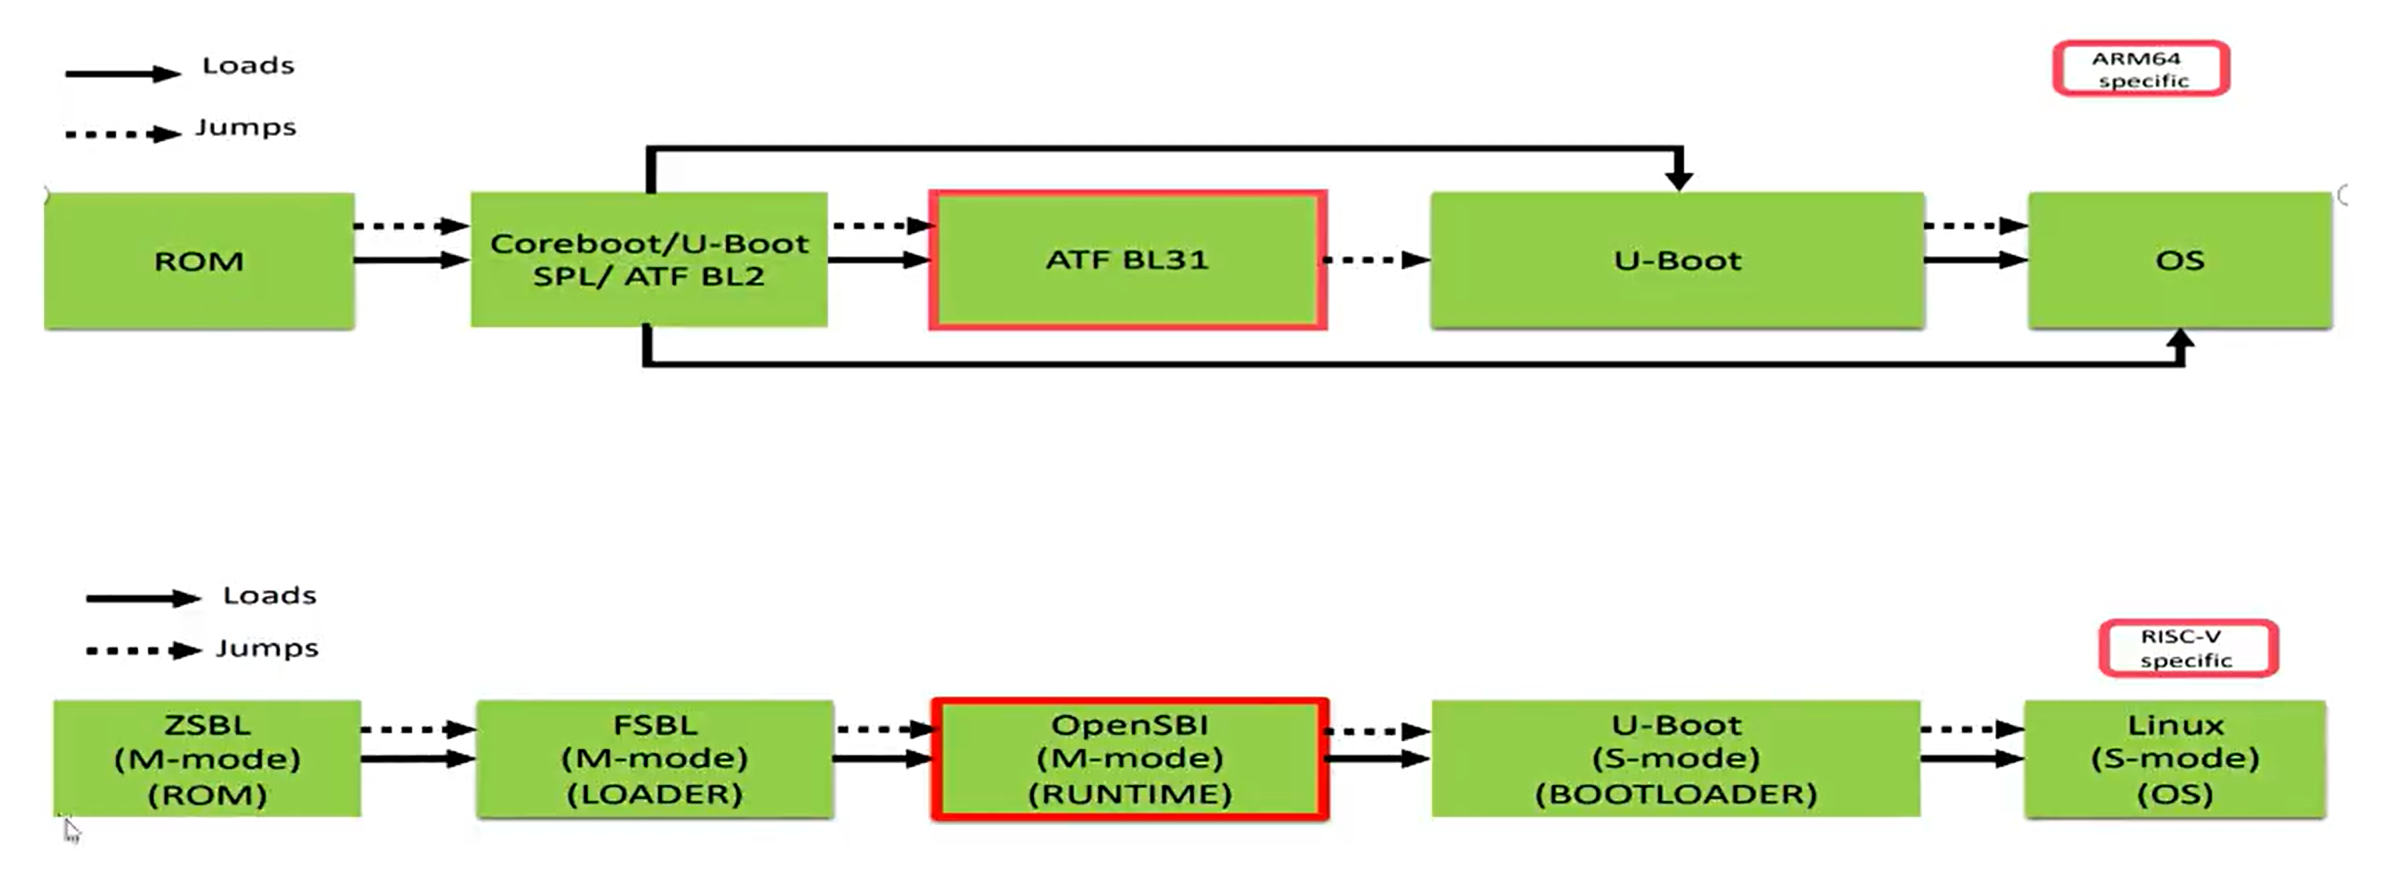 Loads
Jumps
ARM64
specific
ROM
Coreboot/U-Boot
SPL/ ATF BL2
ATF BL31
U-Boot
OS
Loads
Jumps
RISC-V
specific
ZSBL
(M-mode)
(ROM)
FSBL
(M-mode)
(LOADER)
OpenSBI
(M-mode)
(RUNTIME)
U-Boot
(S-mode)
(BOOTLOADER)
Linux
(S-mode)
(OS)